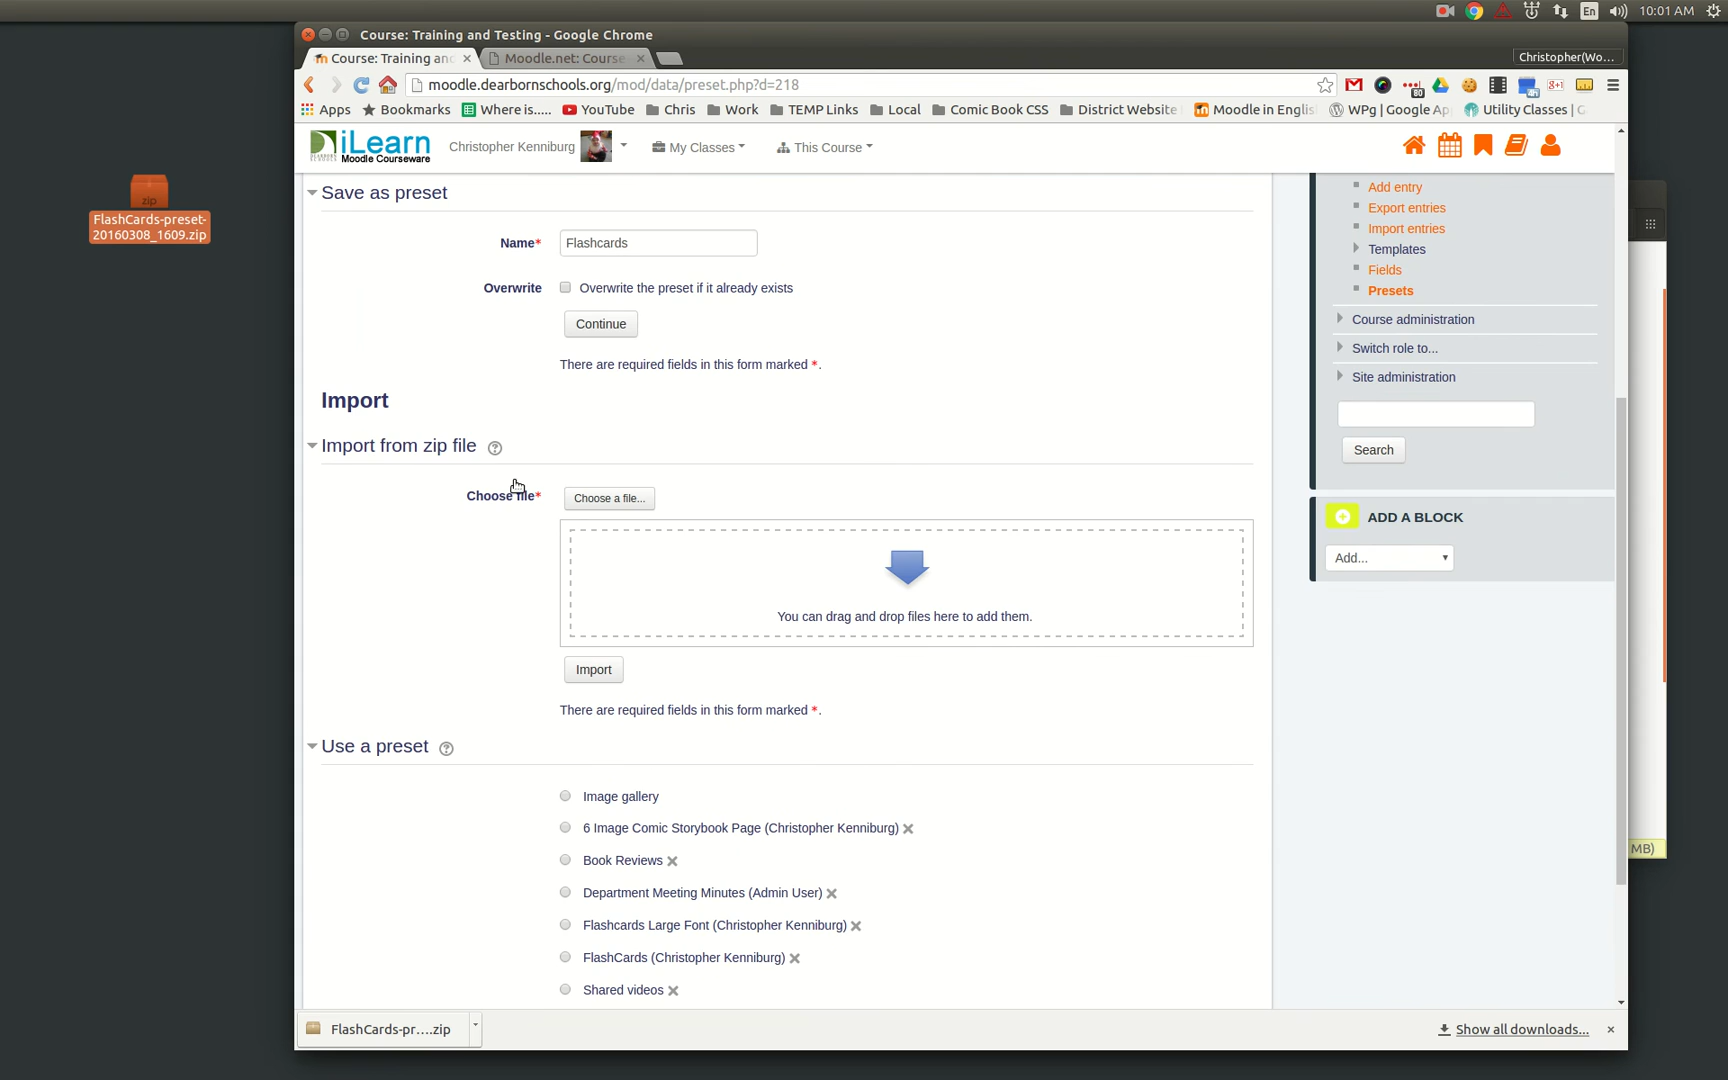 En
10:01 AM
Course: Training and Testing - Google Chrome
Course: Training an
Moodle.net: Course
Christopher(Wo...
moodle.dearbornschools.org/mod/data/preset.php?d=218
80
Apps
Bookmarks
Where is.....
YouTube
Chris
Work
TEMP Links
Local
Comic Book CSS
District Website
Moodle in Englis
WPg | Google Ap
Utility Classes | G
iLearn
Moodle Courseware
Christopher Kenniburg
My Classes
This Course
zip
FlashCards-preset-
20160308_1609.zip
Save as preset
Name*
Flashcards
Overwrite
Overwrite the preset if it already exists
Continue
There are required fields in this form marked *.
Import
Import from zip file
Choose file*
Choose a file...
You can drag and drop files here to add them.
Import
There are required fields in this form marked *.
Use a preset
Image gallery
6 Image Comic Storybook Page (Christopher Kenniburg)
Book Reviews
Department Meeting Minutes (Admin User)
Flashcards Large Font (Christopher Kenniburg)
FlashCards (Christopher Kenniburg)
Shared videos
Add entry
Export entries
Import entries
Templates
Fields
Presets
Course administration
Switch role to...
Site administration
Search
ADD A BLOCK
Add...
MB)
FlashCards-pr....zip
Show all downloads...